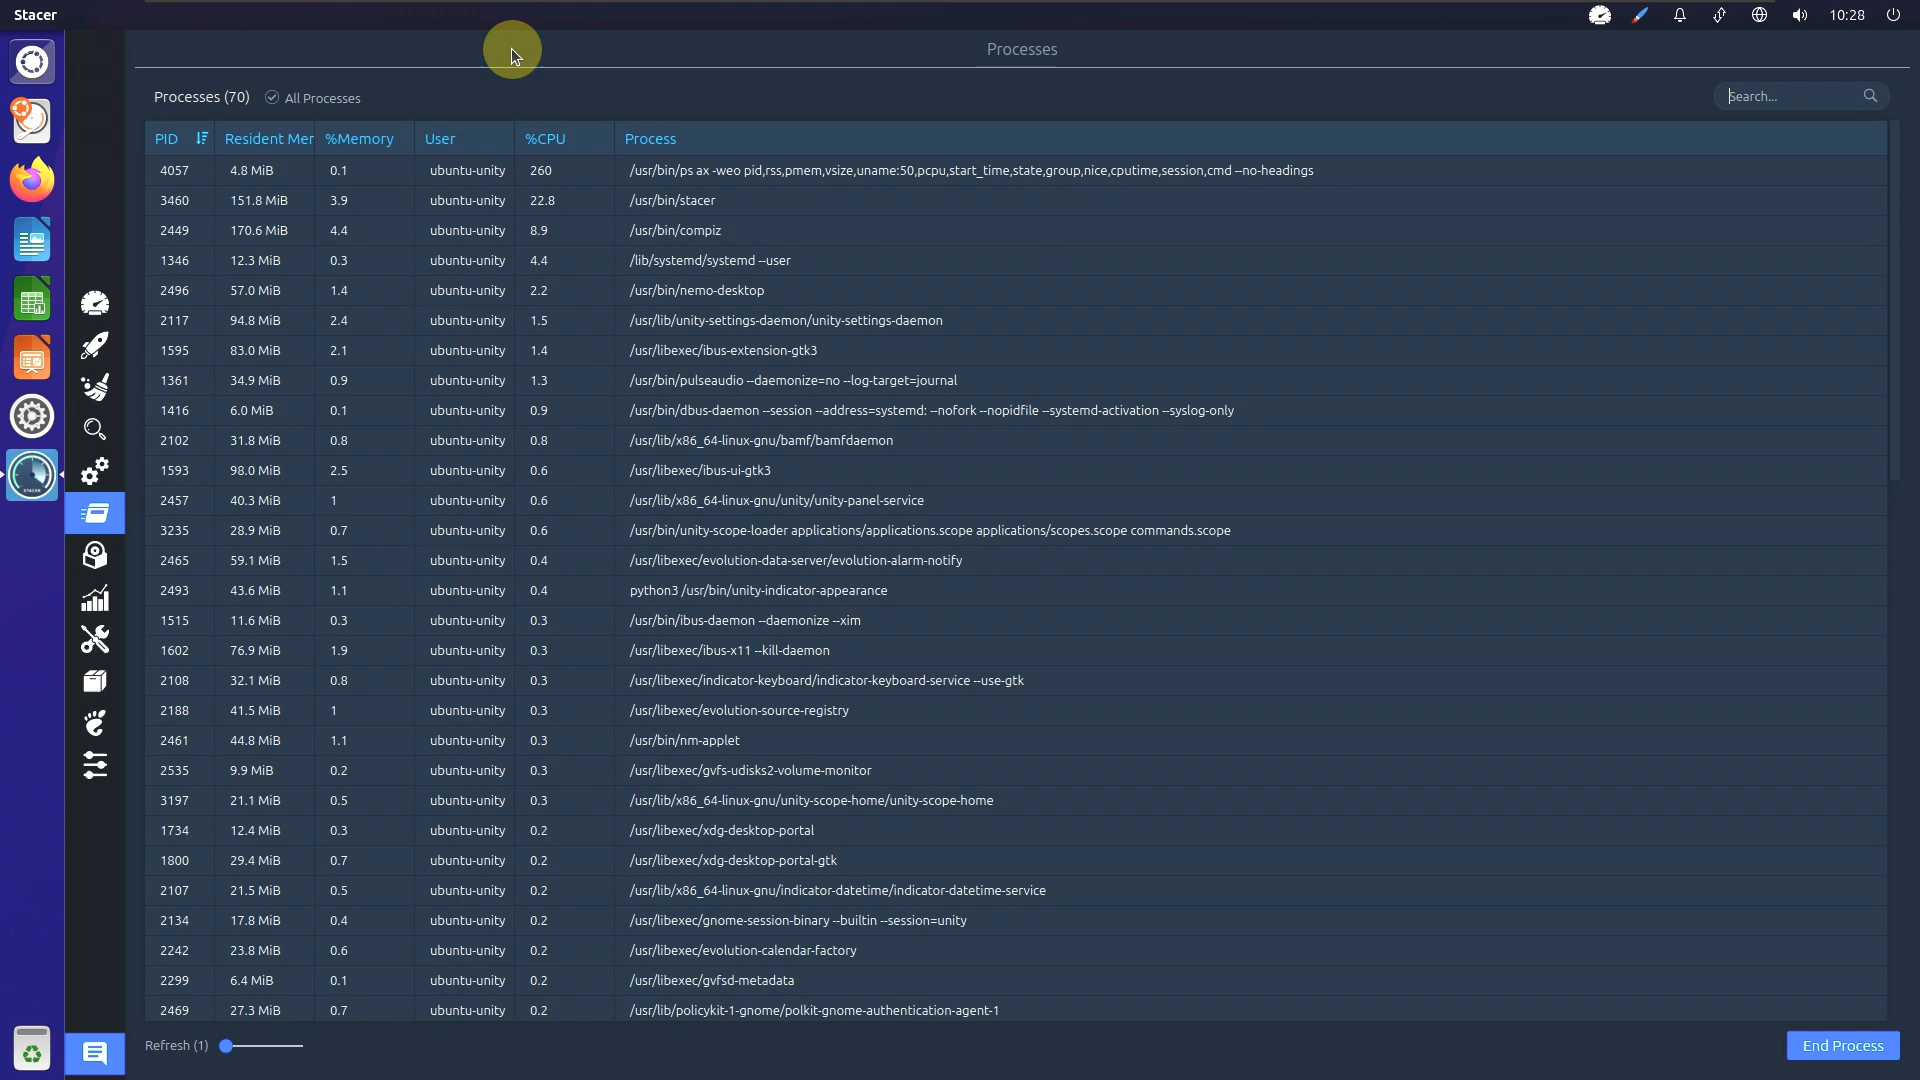 Stacer
10:28
Processes
Processes (70) All Processes
Search...
PID Resident Mer %Memory User %CPU Process
4057 4.8 MiB 0.1 ubuntu-unity 260 /usr/bin/ps ax -weo pid,rss,pmem,vsize,uname:50,pcpu,start_time,state,group,nice,cputime,session,cmd --no-headings
3460 151.8 MiB 3.9 ubuntu-unity 22.8 /usr/bin/stacer
2449 170.6 MiB 4.4 ubuntu-unity 8.9 /usr/bin/compiz
1346 12.3 MiB 0.3 ubuntu-unity 4.4 /lib/systemd/systemd --user
2496 57.0 MiB 1.4 ubuntu-unity 2.2 /usr/bin/nemo-desktop
2117 94.8 MiB 2.4 ubuntu-unity 1.5 /usr/lib/unity-settings-daemon/unity-settings-daemon
1595 83.0 MiB 2.1 ubuntu-unity 1.4 /usr/libexec/ibus-extension-gtk3
1361 34.9 MiB 0.9 ubuntu-unity 1.3 /usr/bin/pulseaudio --daemonize=no --log-target=journal
1416 6.0 MiB 0.1 ubuntu-unity 0.9 /usr/bin/dbus-daemon --session --address=systemd: --nofork --nopidfile --systemd-activation --syslog-only
2102 31.8 MiB 0.8 ubuntu-unity 0.8 /usr/lib/x86_64-linux-gnu/bamf/bamfdaemon
1593 98.0 MiB 2.5 ubuntu-unity 0.6 /usr/libexec/ibus-ui-gtk3
2457 40.3 MiB 1 ubuntu-unity 0.6 /usr/lib/x86_64-linux-gnu/unity/unity-panel-service
3235 28.9 MiB 0.7 ubuntu-unity 0.6 /usr/bin/unity-scope-loader applications/applications.scope applications/scopes.scope commands.scope
2465 59.1 MiB 1.5 ubuntu-unity 0.4 /usr/libexec/evolution-data-server/evolution-alarm-notify
2493 43.6 MiB 1.1 ubuntu-unity 0.4 python3 /usr/bin/unity-indicator-appearance
1515 11.6 MiB 0.3 ubuntu-unity 0.3 /usr/bin/ibus-daemon --daemonize --xim
1602 76.9 MiB 1.9 ubuntu-unity 0.3 /usr/libexec/ibus-x11 --kill-daemon
2108 32.1 MiB 0.8 ubuntu-unity 0.3 /usr/libexec/indicator-keyboard/indicator-keyboard-service --use-gtk
2188 41.5 MiB 1 ubuntu-unity 0.3 /usr/libexec/evolution-source-registry
2461 44.8 MiB 1.1 ubuntu-unity 0.3 /usr/bin/nm-applet
2535 9.9 MiB 0.2 ubuntu-unity 0.3 /usr/libexec/gvfs-udisks2-volume-monitor
3197 21.1 MiB 0.5 ubuntu-unity 0.3 /usr/lib/x86_64-linux-gnu/unity-scope-home/unity-scope-home
1734 12.4 MiB 0.3 ubuntu-unity 0.2 /usr/libexec/xdg-desktop-portal
1800 29.4 MiB 0.7 ubuntu-unity 0.2 /usr/libexec/xdg-desktop-portal-gtk
2107 21.5 MiB 0.5 ubuntu-unity 0.2 /usr/lib/x86_64-linux-gnu/indicator-datetime/indicator-datetime-service
2134 17.8 MiB 0.4 ubuntu-unity 0.2 /usr/libexec/gnome-session-binary --builtin --session=unity
2242 23.8 MiB 0.6 ubuntu-unity 0.2 /usr/libexec/evolution-calendar-factory
2299 6.4 MiB 0.1 ubuntu-unity 0.2 /usr/libexec/gvfsd-metadata
2469 27.3 MiB 0.7 ubuntu-unity 0.2 /usr/lib/policykit-1-gnome/polkit-gnome-authentication-agent-1
Refresh (1)
End Process
STACER